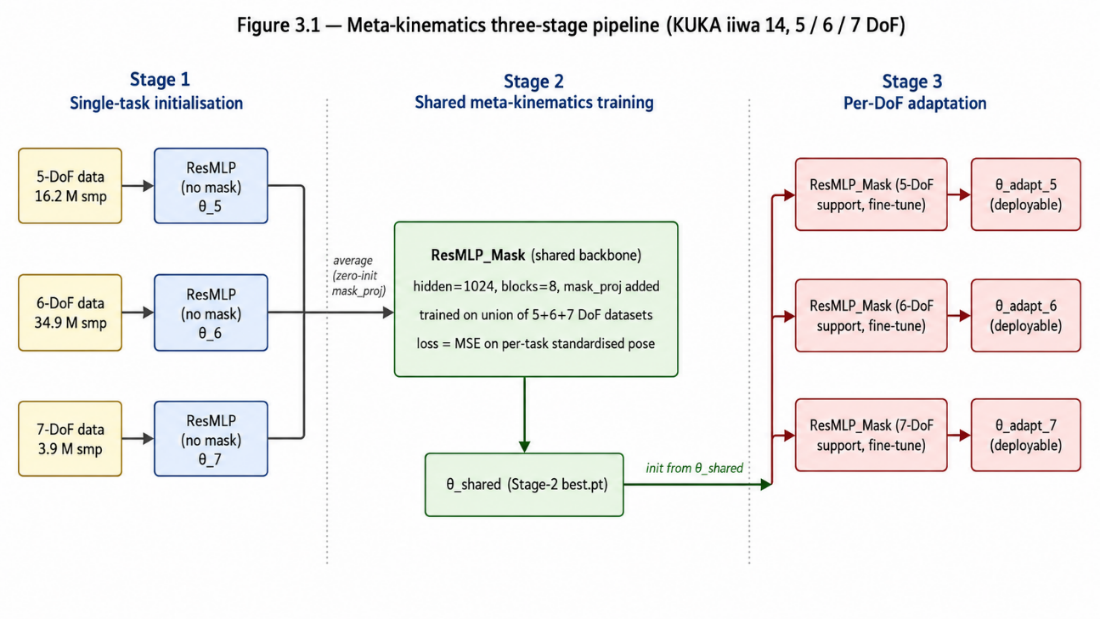 Figure 3.1 — Meta-kinematics three-stage pipeline (KUKA iiwa 14, 5 / 6 / 7 DoF)
Stage 1
Single-task initialisation
5-DoF data
16.2 M smp
ResMLP
(no mask)
θ_5
6-DoF data
34.9 M smp
ResMLP
(no mask)
θ_6
7-DoF data
3.9 M smp
ResMLP
(no mask)
θ_7
average
(zero-init
mask_proj)
Stage 2
Shared meta-kinematics training
ResMLP_Mask (shared backbone)
hidden=1024, blocks=8, mask_proj added
trained on union of 5+6+7 DoF datasets
loss = MSE on per-task standardised pose
θ_shared (Stage-2 best.pt)
init from θ_shared
Stage 3
Per-DoF adaptation
ResMLP_Mask (5-DoF
support, fine-tune)
θ_adapt_5
(deployable)
ResMLP_Mask (6-DoF
support, fine-tune)
θ_adapt_6
(deployable)
ResMLP_Mask (7-DoF
support, fine-tune)
θ_adapt_7
(deployable)